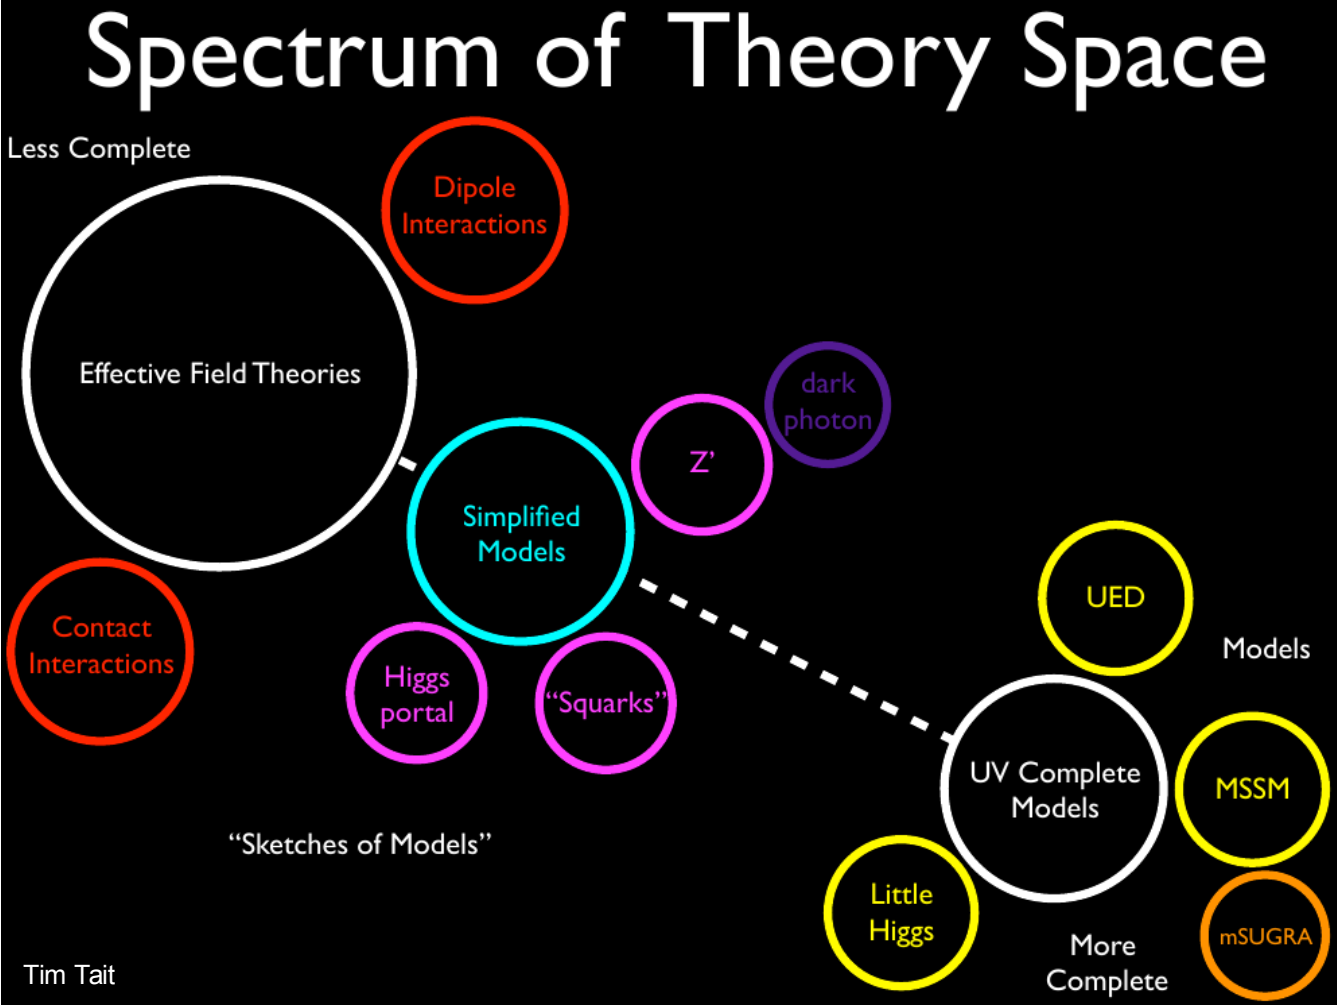 Spectrum of Theory Space
Less Complete
Dipole
Interactions
Effective Field Theories
dark
photon
Z’
Simplified
Models
UED
Contact
Interactions
Models
Higgs
portal
“Squarks”
UV Complete
Models
MSSM
“Sketches of Models”
Little
Higgs
mSUGRA
More
Complete
Tim Tait